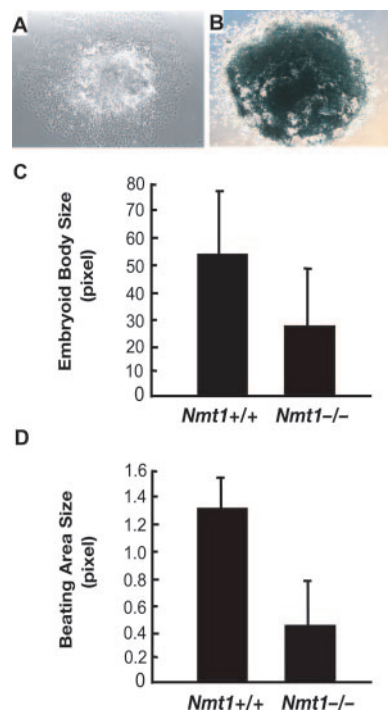 A
B
C
80
70
60
50
40
30
20
10
0
Embryoid Body Size
(pixel)
Nmt1+/+ Nmt1–/–
D
1.6
1.4
1.2
1.0
0.8
0.6
0.4
0.2
0
Beating Area Size
(pixel)
Nmt1+/+ Nmt1–/–